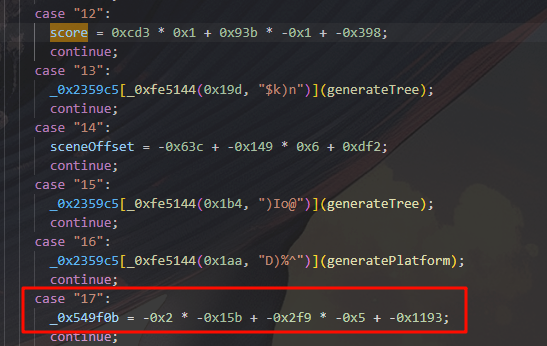 case "12":
score = 0xcd3 * 0x1 + 0x93b * -0x1 + -0x398;
continue;
case "13":
_0x2359c5[_0xfe5144(0x19d, "$k)n")](generateTree);
continue;
case "14":
sceneOffset = -0x63c + -0x149 * 0x6 + 0xdf2;
continue;
case "15":
_0x2359c5[_0xfe5144(0x1b4, ")Io@")](generateTree);
continue;
case "16":
_0x2359c5[_0xfe5144(0x1aa, "D)%^")](generatePlatform);
continue;
case "17":
_0x549f0b = -0x2 * -0x15b + -0x2f9 * -0x5 + -0x1193;
continue;